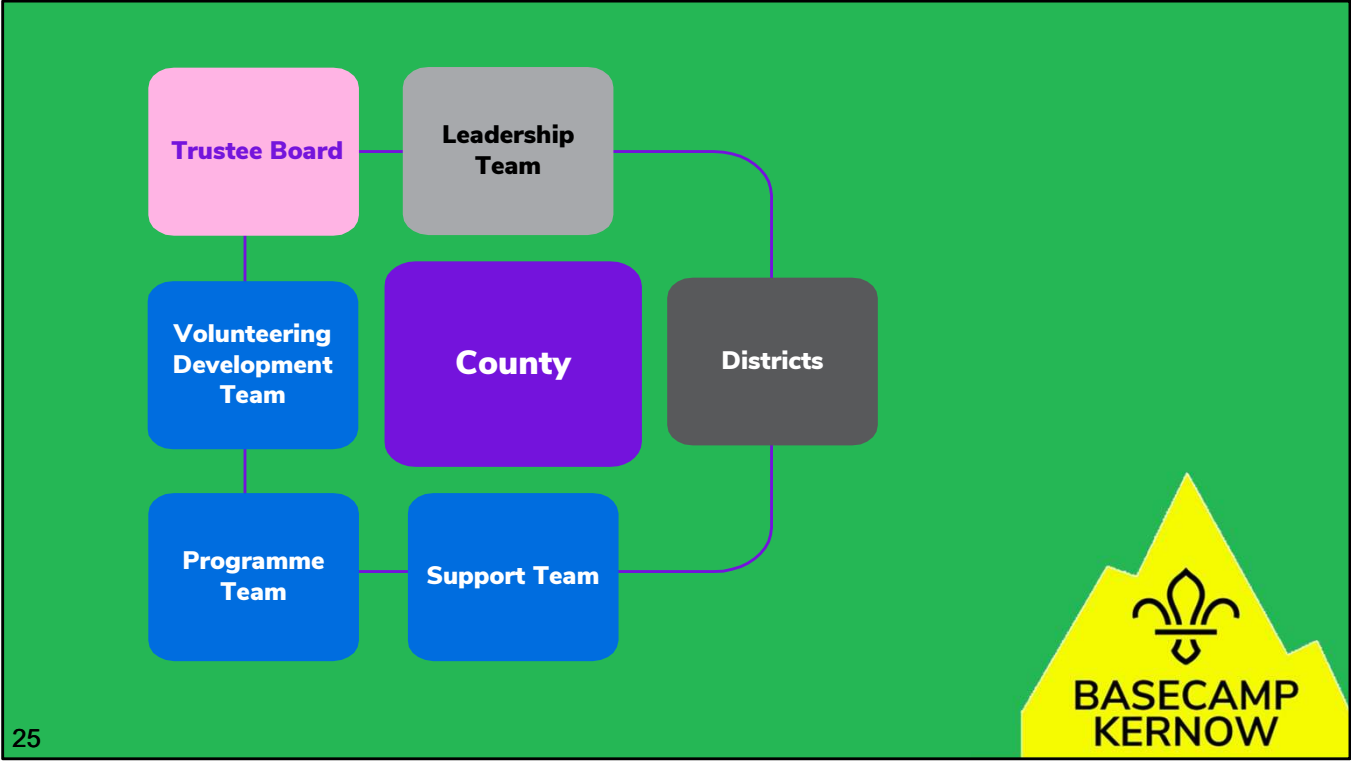 Trustee Board
Leadership
Team
Volunteering
Development
Team
County
Districts
Programme
Team
Support Team
BASECAMP
KERNOW
25